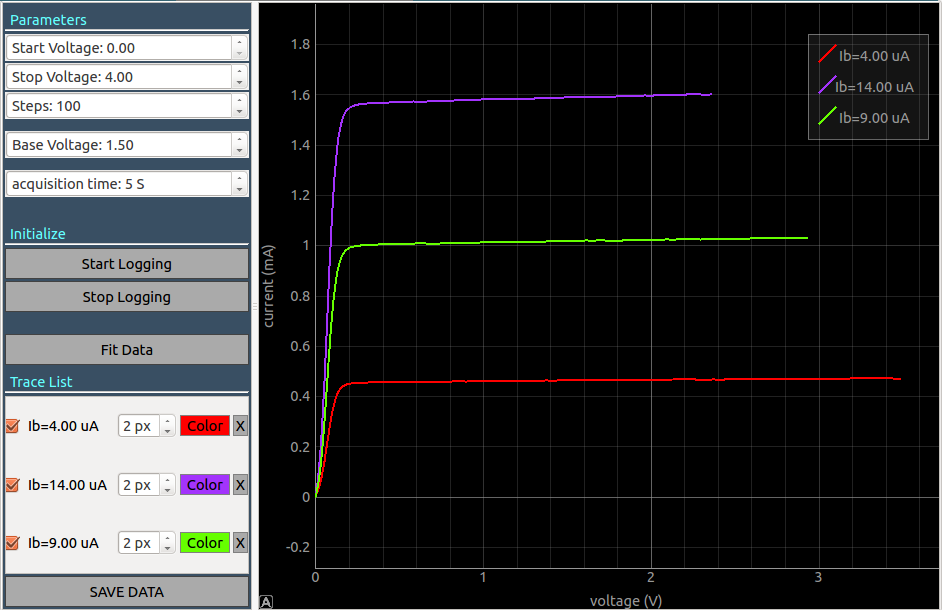 Parameters
Start Voltage: 0.00
Stop Voltage: 4.00
Steps: 100
Base Voltage: 1.50
acquisition time: 5 S
Initialize
Start Logging
Stop Logging
Fit Data
Trace List
Ib=4.00 uA 2 px Color X
Ib=14.00 uA 2 px Color X
Ib=9.00 uA 2 px Color X
SAVE DATA
current (mA)
1.8
1.6
1.4
1.2
1
0.8
0.6
0.4
0.2
0
-0.2
0 1 2 3
voltage (V)
A
Ib=4.00 uA
Ib=14.00 uA
Ib=9.00 uA